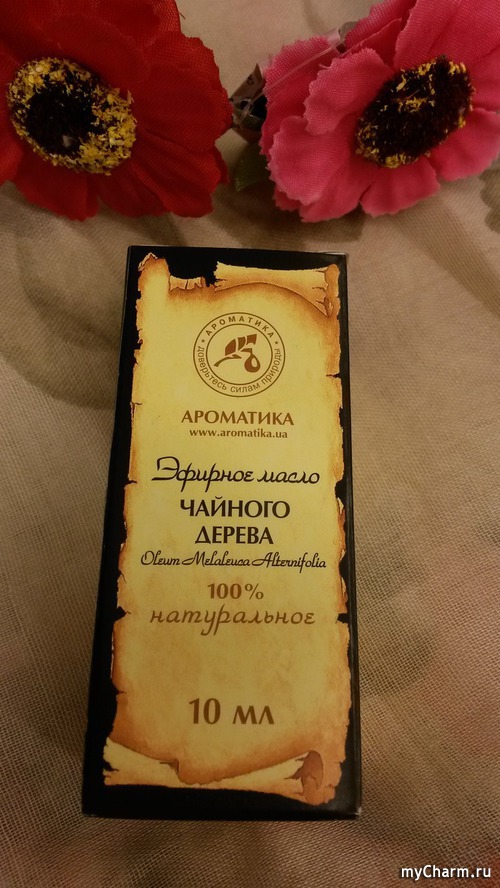 АРОМАТИКА
доверьтесь силам природы
АРОМАТИКА
www.aromatika.ua
Эфирное масло
ЧАЙНОГО
ДЕРЕВА
Oleum Melaleuca Alternifolia
100%
натуральное
10 мл
myCharm.ru